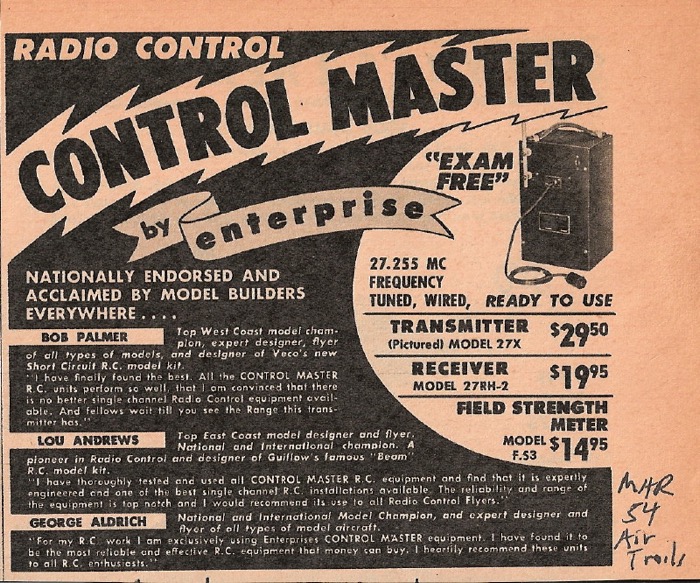 RADIO CONTROL
CONTROL MASTER
by enterprise
"EXAM
FREE"
27.255 MC
FREQUENCY
TUNED, WIRED, READY TO USE
TRANSMITTER
(Pictured) MODEL 27X
$29.50
RECEIVER
MODEL 27RH-2
$19.95
FIELD STRENGTH
METER
MODEL
F.S3
$14.95
NATIONALLY ENDORSED AND
ACCLAIMED BY MODEL BUILDERS
EVERYWHERE ....
BOB PALMER
Top West Coast model cham-
pion, expert designer, flyer
of all types of models, and designer of Veco's new
Short Circuit R.C. model kit.
"I have finally found the best. All the CONTROL MASTER
R.C. units perform so well, that I am convinced that there
is no better single channel Radio Control equipment avail-
able. And fellows wait till you see the Range this trans-
mitter has."
LOU ANDREWS
Top East Coast model designer and flyer,
National and International champion. A
pioneer in Radio Control and designer of Guillow's famous "Beam"
R.C. model kit.
"I have thoroughly tested and used all CONTROL MASTER R.C. equipment and find that it is expertly
engineered and one of the best single channel R.C. installations available. The reliability and range of
the equipment is top notch and I would recommend its use to all Radio Control Flyers."
GEORGE ALDRICH
National and International Model Champion, and expert designer and
flyer of all types of model aircraft.
"For my R.C. work I am exclusively using Enterprises CONTROL MASTER equipment. I have found it to
be the most reliable and effective R.C. equipment that money can buy. I heartily recommend these units
to all R.C. enthusiasts."
MAR
54
Air
Trails